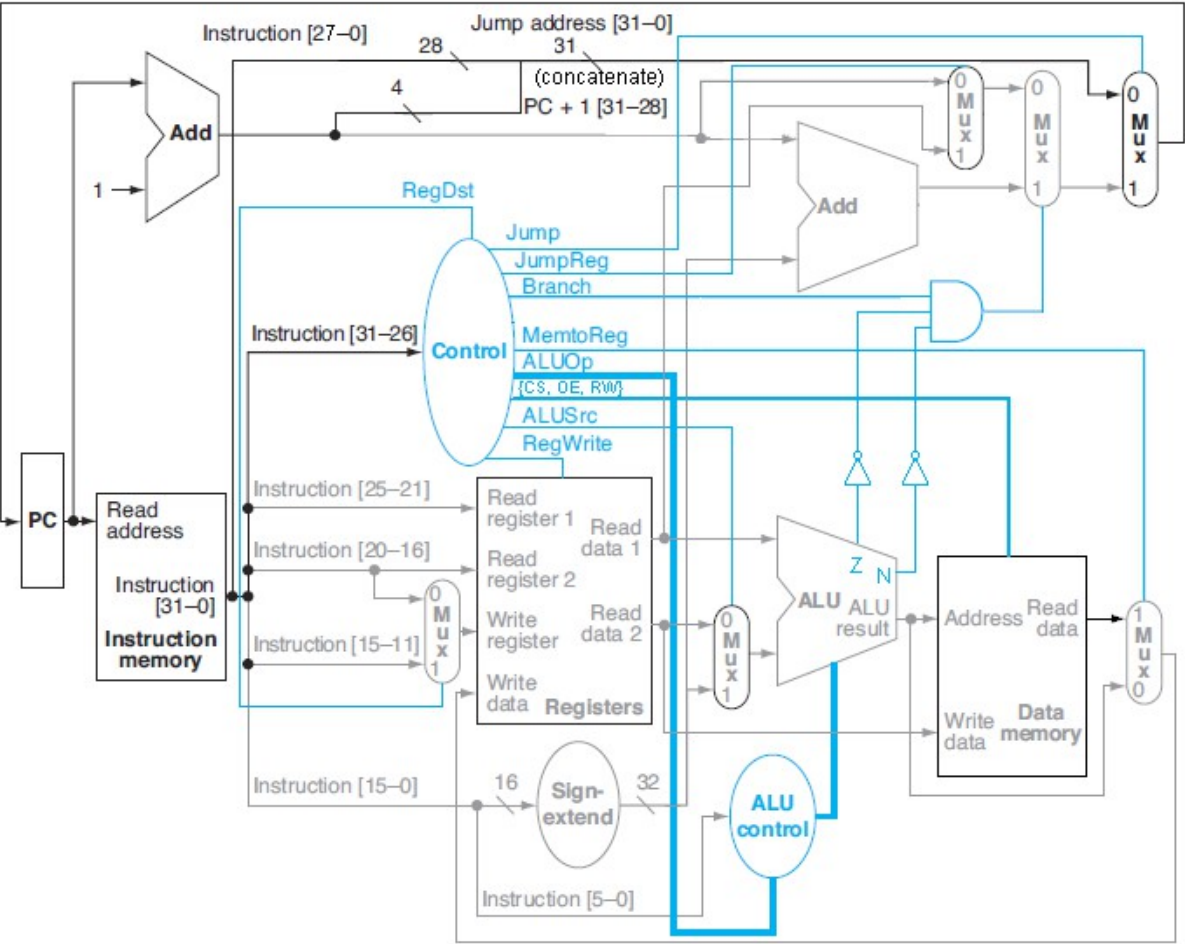 Instruction [27–0]
Jump address [31–0]
28
31
(concatenate)
4
PC + 1 [31–28]
Add
1
0
Mux
1
0
Mux
1
0
Mux
1
Add
RegDst
Jump
JumpReg
Branch
MemtoReg
ALUOp
{CS, OE, RW}
ALUSrc
RegWrite
Instruction [31–26]
Control
PC
Read
address
Instruction
[31–0]
Instruction
memory
Instruction [25–21]
Instruction [20–16]
Instruction [15–11]
Instruction [15–0]
0
Mux
1
Read
register 1
Read
data 1
Read
register 2
Write
register
Read
data 2
Write
data
Registers
0
Mux
1
Z
N
ALU
ALU
result
Address
Read
data
Write
data
Data
memory
1
Mux
0
16
Sign-
extend
32
ALU
control
Instruction [5–0]